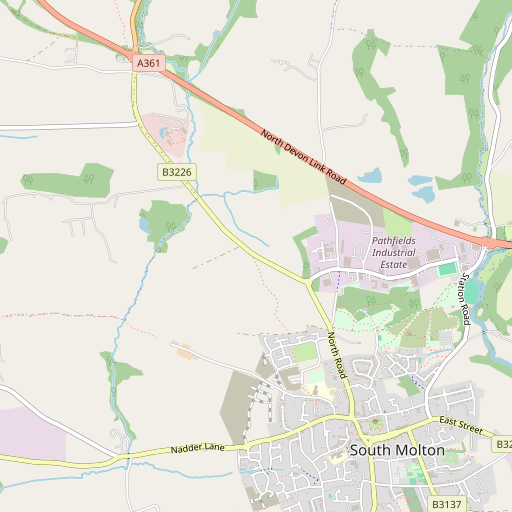 A361
North Devon Link Road
B3226
Pathfields
Industrial
Estate
Station Road
North Road
East Street
Nadder Lane
South Molton
B3137